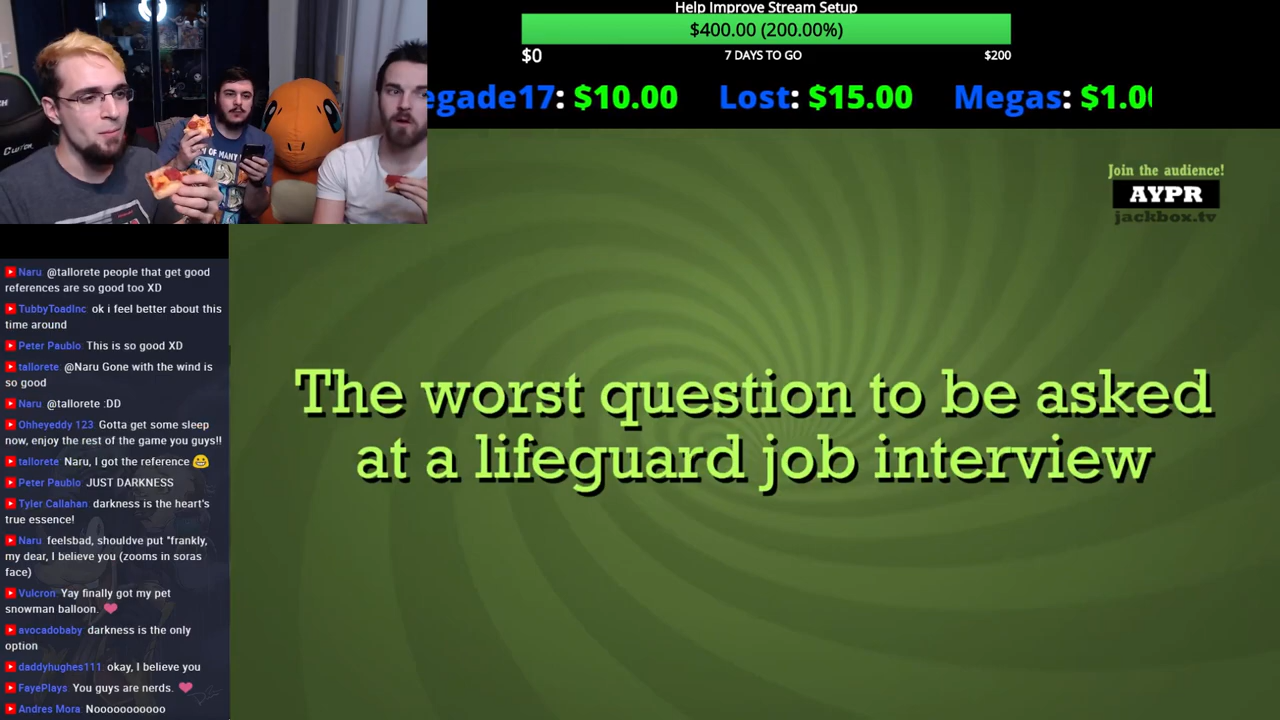 Help Improve Stream Setup
$400.00 (200.00%)
$0
7 DAYS TO GO
$200
egade17: $10.00 Lost: $15.00 Megas: $1.0
Join the audience!
AYPR
jackbox.tv
The worst question to be asked
at a lifeguard job interview
Naru @tallorete people that get good
references are so good too XD
TubbyToadInc ok i feel better about this
time around
Peter Paublo This is so good XD
tallorete @Naru Gone with the wind is
so good
Naru @tallorete :DD
Ohheyeddy 123 Gotta get some sleep
now, enjoy the rest of the game you guys!!
tallorete Naru, I got the reference 😄
Peter Paublo JUST DARKNESS
Tyler Callahan darkness is the heart's
true essence!
Naru feelsbad, shouldve put "frankly,
my dear, I believe you (zooms in soras
face)
Vulcron Yay finally got my pet
snowman balloon. ❤
avocadobaby darkness is the only
option
daddyhughes111 okay, I believe you
FayePlays You guys are nerds. ❤
Andres Mora Nooooooooooo